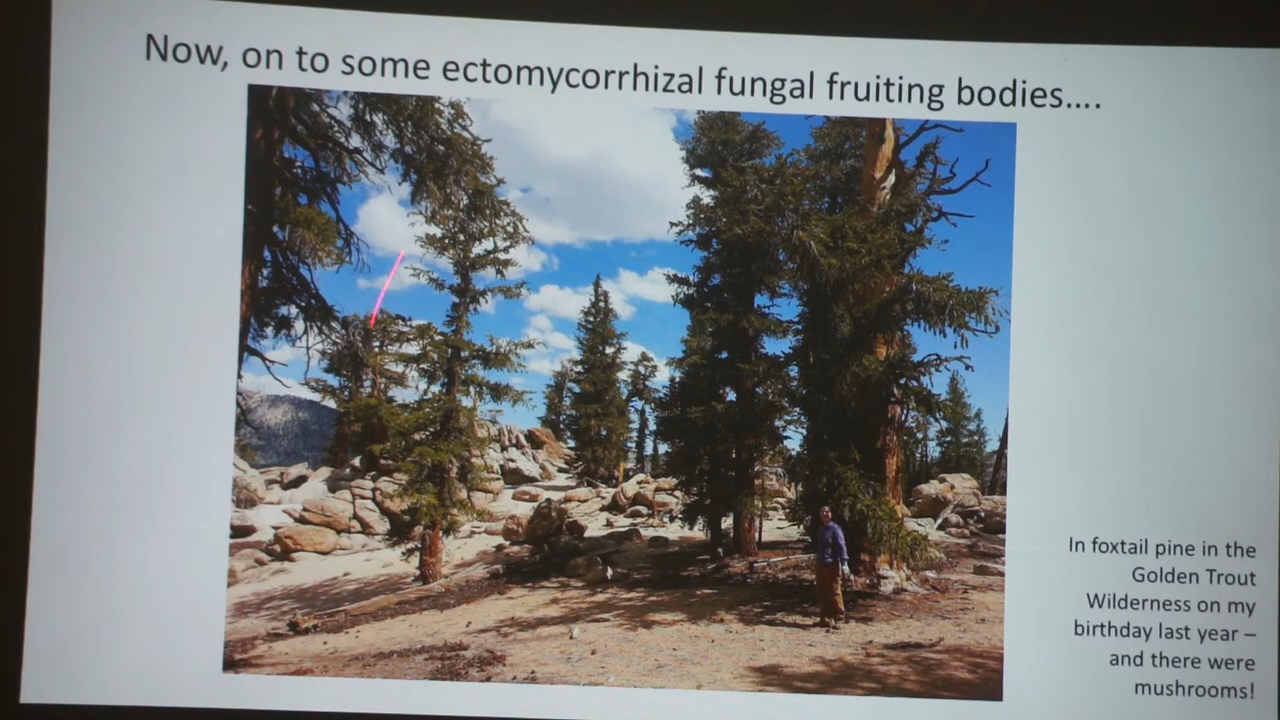 Now, on to some ectomycorrhizal fungal fruiting bodies....
In foxtail pine in the
Golden Trout
Wilderness on my
birthday last year –
and there were
mushrooms!